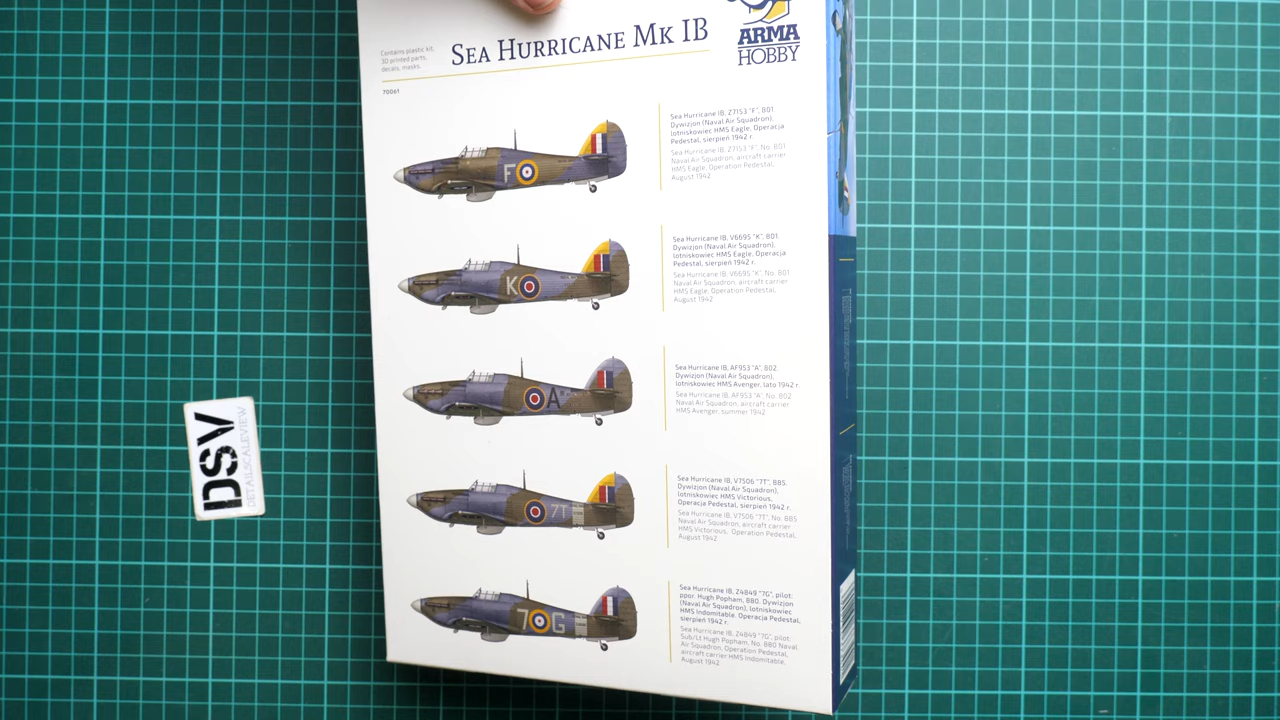 Contains plastic kit,
3D printed parts,
decals, masks.
SEA HURRICANE MK IB
ARMA
HOBBY
70061
F
Sea Hurricane IB, Z7153 "F", 801.
Dywizjon (Naval Air Squadron),
lotniskowiec HMS Eagle, Operacja
Pedestal, sierpień 1942 r.
Sea Hurricane IB, Z7153 "F", No. 801
Naval Air Squadron, aircraft carrier
HMS Eagle, Operation Pedestal,
August 1942
K
Sea Hurricane IB, V6695 "K", 801.
Dywizjon (Naval Air Squadron),
lotniskowiec HMS Eagle, Operacja
Pedestal, sierpień 1942 r.
Sea Hurricane IB, V6695 "K", No. 801
Naval Air Squadron, aircraft carrier
HMS Eagle, Operation Pedestal,
August 1942
A
Sea Hurricane IB, AF953 "A", 802.
Dywizjon (Naval Air Squadron),
lotniskowiec HMS Avenger, lato 1942 r.
Sea Hurricane IB, AF953 "A", No. 802
Naval Air Squadron, aircraft carrier
HMS Avenger, summer 1942
7T
Sea Hurricane IB, V7506 "7T", 885.
Dywizjon (Naval Air Squadron),
lotniskowiec HMS Victorious,
Operacja Pedestal, sierpień 1942 r.
Sea Hurricane IB, V7506 "7T", No. 885
Naval Air Squadron, aircraft carrier
HMS Victorious, Operation Pedestal,
August 1942
7 G
Sea Hurricane IB, Z4849 "7G", pilot:
ppor. Hugh Popham, 880. Dywizjon
(Naval Air Squadron), lotniskowiec
HMS Indomitable, Operacja Pedestal,
sierpień 1942 r.
Sea Hurricane IB, Z4849 "7G", pilot:
Sub/Lt Hugh Popham, No. 880 Naval
Air Squadron, Operation Pedestal,
aircraft carrier HMS Indomitable,
August 1942
DSV
DETAILSCALEVIEW